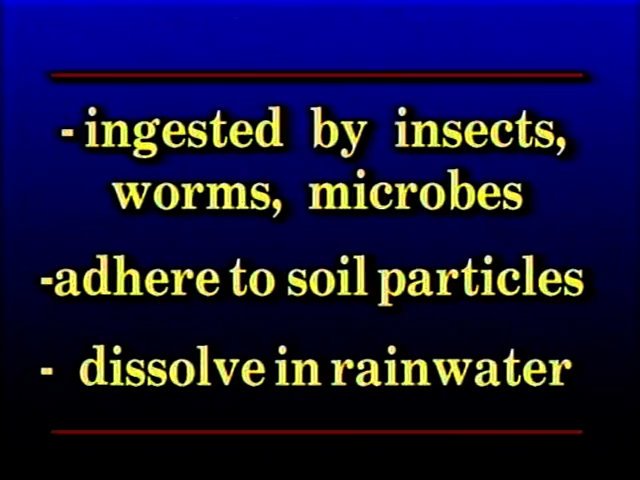 - ingested by insects,
worms, microbes
-adhere to soil particles
- dissolve in rainwater